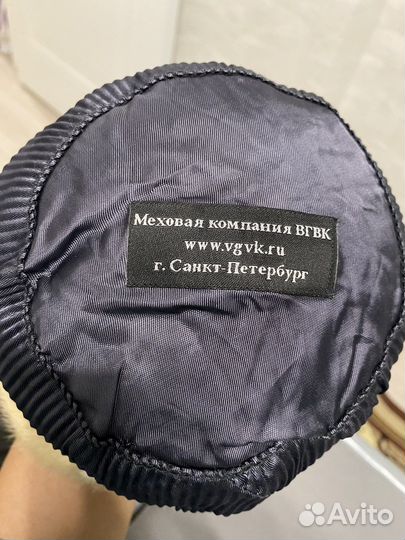 Меховая компания ВГВК
www.vgvk.ru
г. Санкт-Петербург
Avito